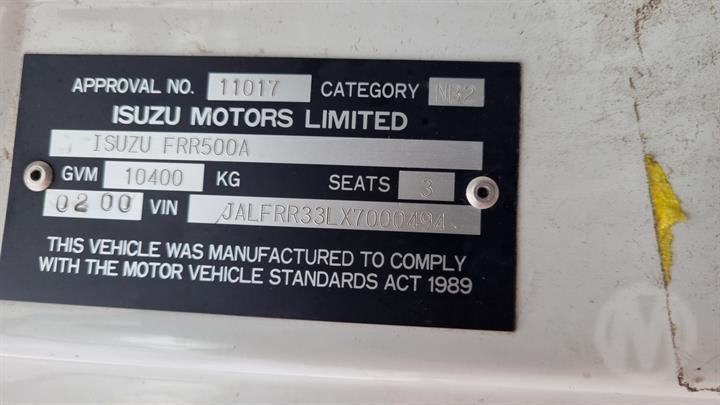 APPROVAL NO. 11017 CATEGORY NB2
ISUZU MOTORS LIMITED
ISUZU FRR500A
GVM 10400 KG SEATS 3
02 00 VIN JALFRR33LX7000494
THIS VEHICLE WAS MANUFACTURED TO COMPLY
WITH THE MOTOR VEHICLE STANDARDS ACT 1989
M